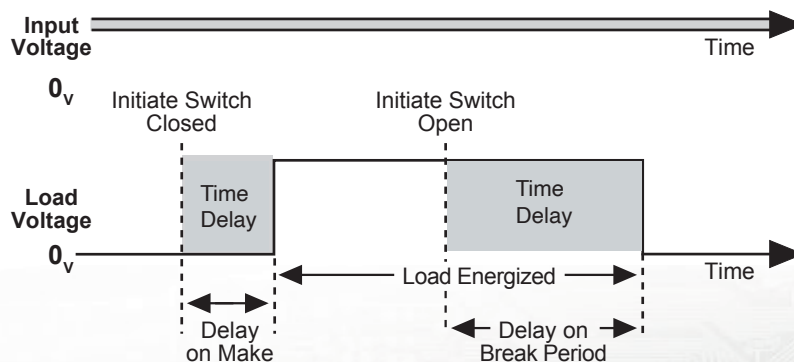 Input
Voltage
Time
0v
Initiate Switch
Closed
Initiate Switch
Open
Time
Delay
Time
Delay
Load
Voltage
0v
Load Energized
Time
Delay
on Make
Delay on
Break Period